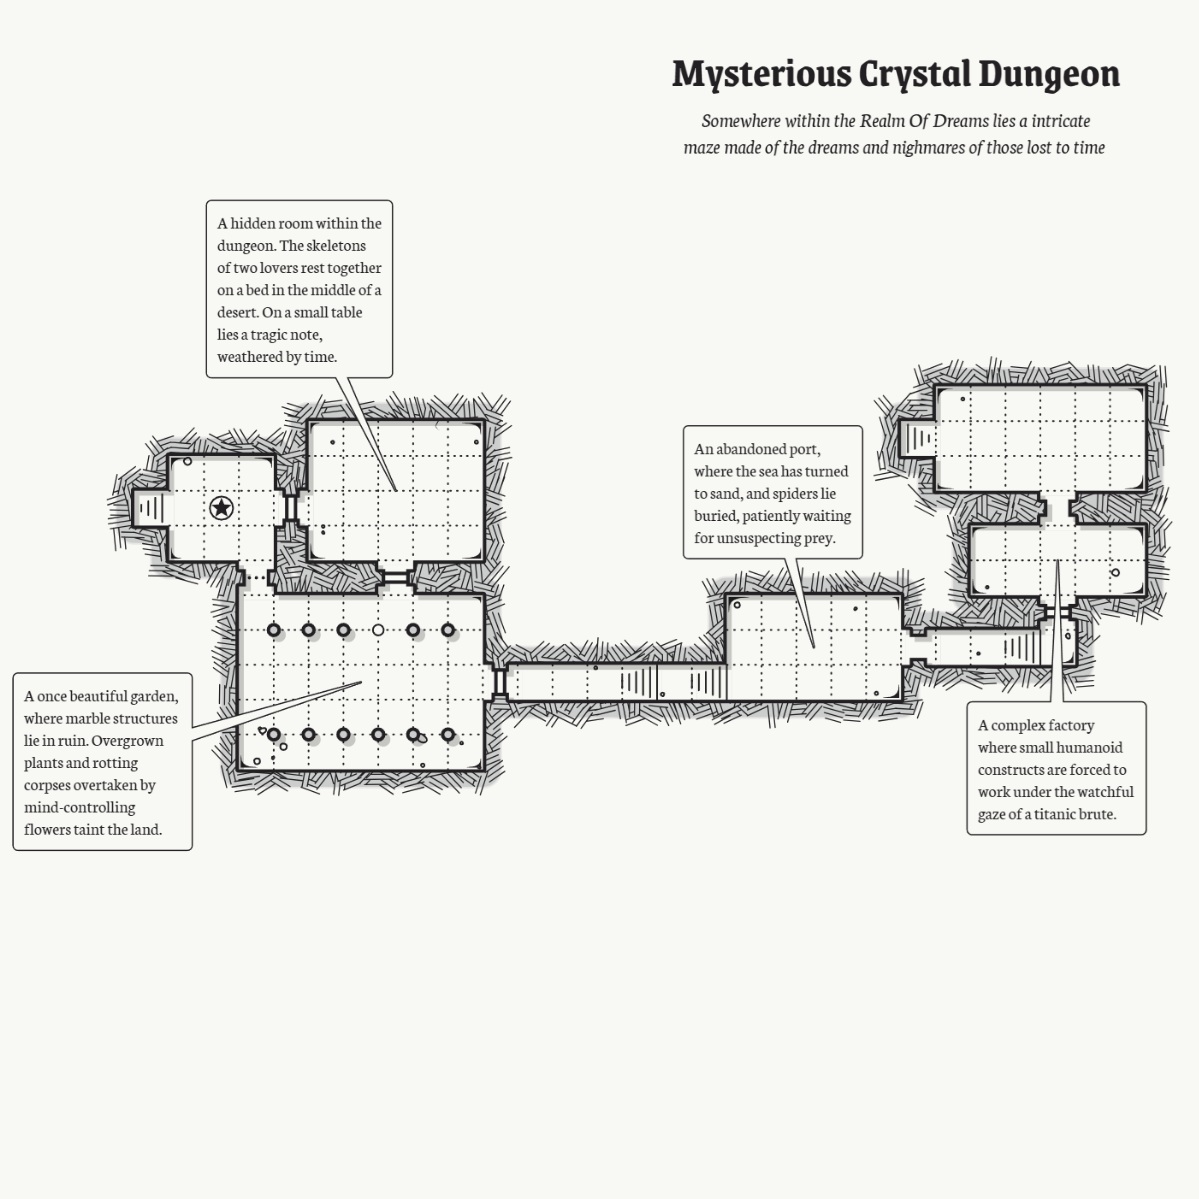 Mysterious Crystal Dungeon
Somewhere within the Realm Of Dreams lies a intricate
maze made of the dreams and nighmares of those lost to time
A hidden room within the
dungeon. The skeletons
of two lovers rest together
on a bed in the middle of a
desert. On a small table
lies a tragic note,
weathered by time.
An abandoned port,
where the sea has turned
to sand, and spiders lie
buried, patiently waiting
for unsuspecting prey.
A once beautiful garden,
where marble structures
lie in ruin. Overgrown
plants and rotting
corpses overtaken by
mind-controlling
flowers taint the land.
A complex factory
where small humanoid
constructs are forced to
work under the watchful
gaze of a titanic brute.